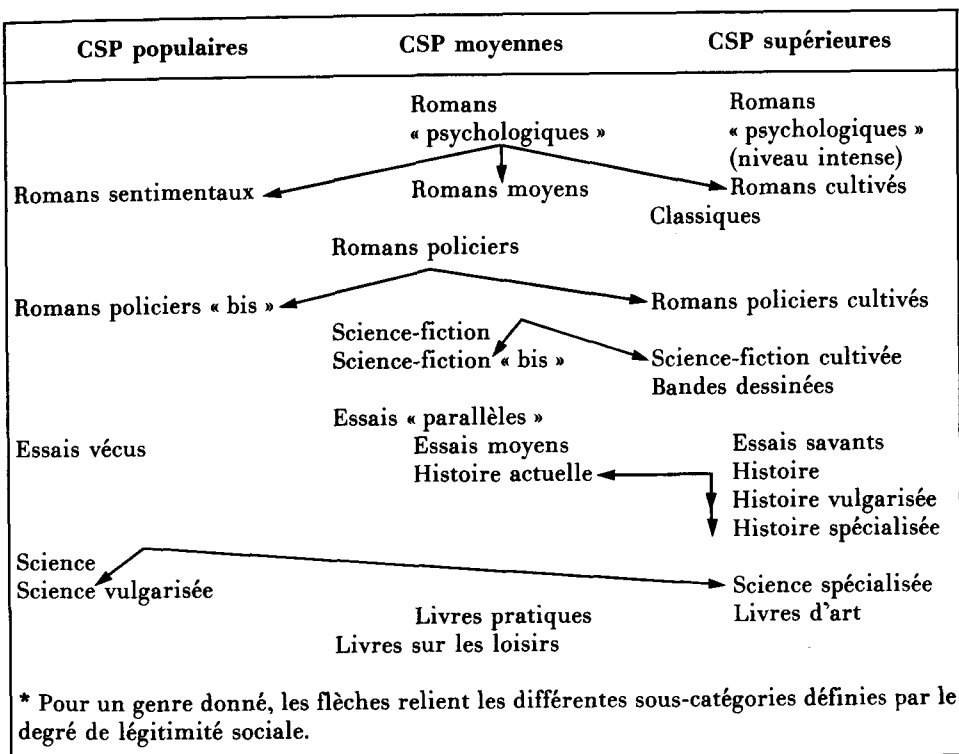 CSP populaires CSP moyennes CSP supérieures
Romans Romans
« psychologiques » « psychologiques »
(niveau intense)
Romans sentimentaux Romans moyens Romans cultivés
Classiques
Romans policiers
Romans policiers « bis » Romans policiers cultivés
Science-fiction
Science-fiction « bis » Science-fiction cultivée
Bandes dessinées
Essais « parallèles »
Essais vécus Essais moyens Essais savants
Histoire actuelle Histoire
Histoire vulgarisée
Histoire spécialisée
Science
Science vulgarisée Science spécialisée
Livres pratiques Livres d'art
Livres sur les loisirs
* Pour un genre donné, les flèches relient les différentes sous-catégories définies par le
degré de légitimité sociale.